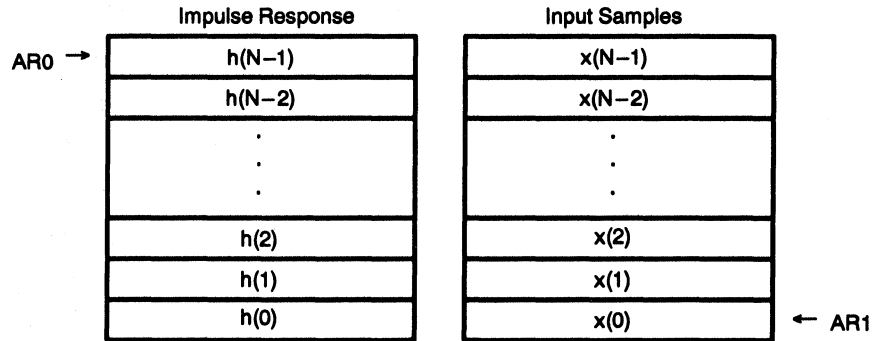 Impulse Response Input Samples
AR0 → h(N–1) x(N–1)
h(N–2) x(N–2)
. .
. .
. .
h(2) x(2)
h(1) x(1)
h(0) x(0) ← AR1